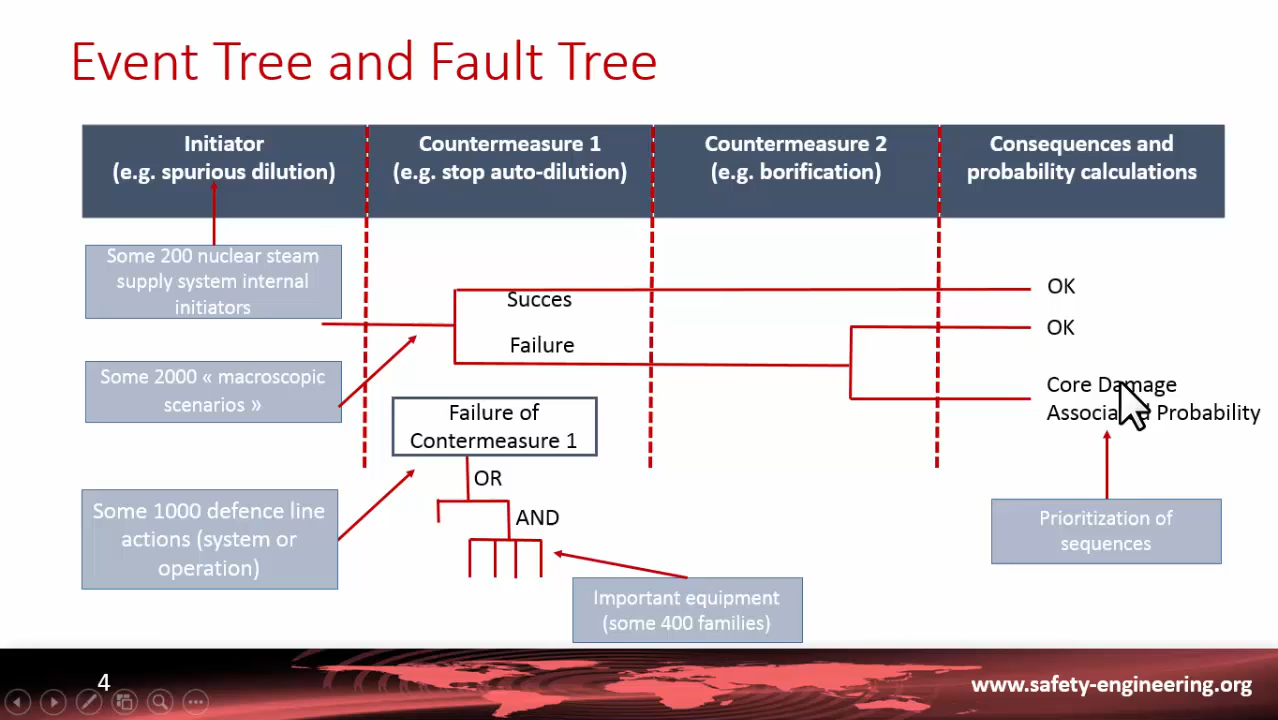 Event Tree and Fault Tree
Initiator
(e.g. spurious dilution)
Countermeasure 1
(e.g. stop auto-dilution)
Countermeasure 2
(e.g. borification)
Consequences and
probability calculations
Some 200 nuclear steam
supply system internal
initiators
Succes
OK
OK
Failure
Some 2000 « macroscopic
scenarios »
Core Damage
Associated Probability
Failure of
Contermeasure 1
OR
AND
Some 1000 defence line
actions (system or
operation)
Prioritization of
sequences
Important equipment
(some 400 families)
4
www.safety-engineering.org